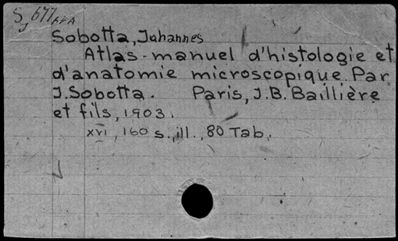 Sobotta, Johannes
Atlas-manuel d'histologie et
d'anatomie microscopique. Par
J. Sobotta. Paris, J.B. Baillière
et fils, 1903.
xvi, 160 s., ill., 80 Tab.